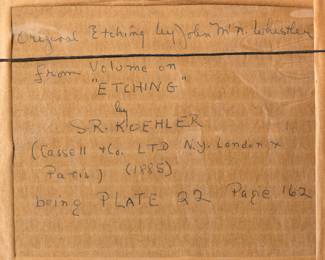 Original Etching by John M'N. Whistler
from Volume on
"ETCHING"
by
S.R. KOEHLER
(Cassell & Co. LTD N.Y. London &
Paris) (1885)
being PLATE 22 Page 162